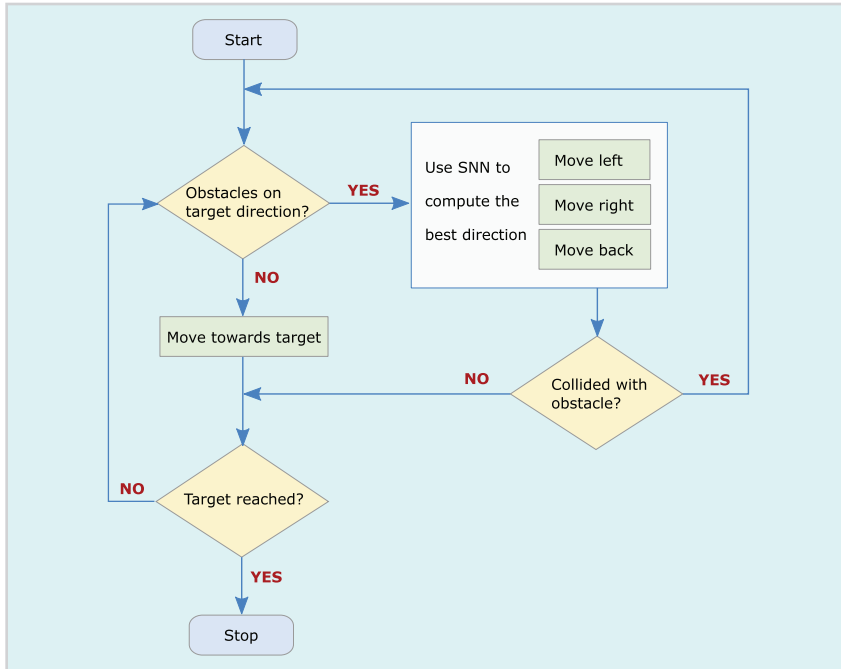 Start
Obstacles on
target direction?
YES
Use SNN to
compute the
best direction
Move left
Move right
Move back
NO
Move towards target
Collided with
obstacle?
NO
YES
Target reached?
NO
YES
Stop